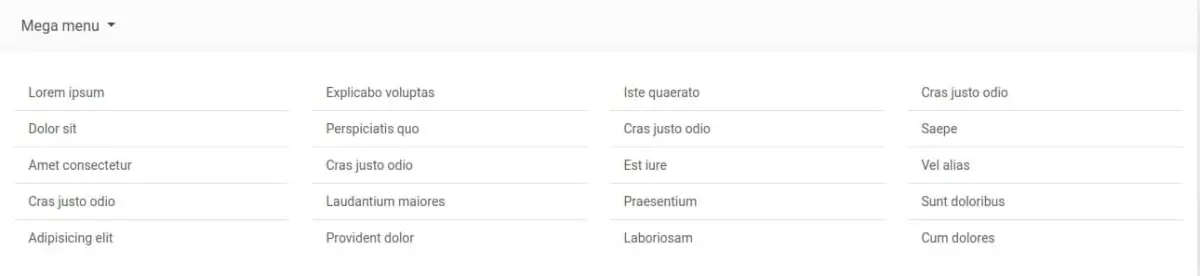 Mega menu
Lorem ipsum
Dolor sit
Amet consectetur
Cras justo odio
Adipisicing elit
Explicabo voluptas
Perspiciatis quo
Cras justo odio
Laudantium maiores
Provident dolor
Iste quaerato
Cras justo odio
Est iure
Praesentium
Laboriosam
Cras justo odio
Saepe
Vel alias
Sunt doloribus
Cum dolores